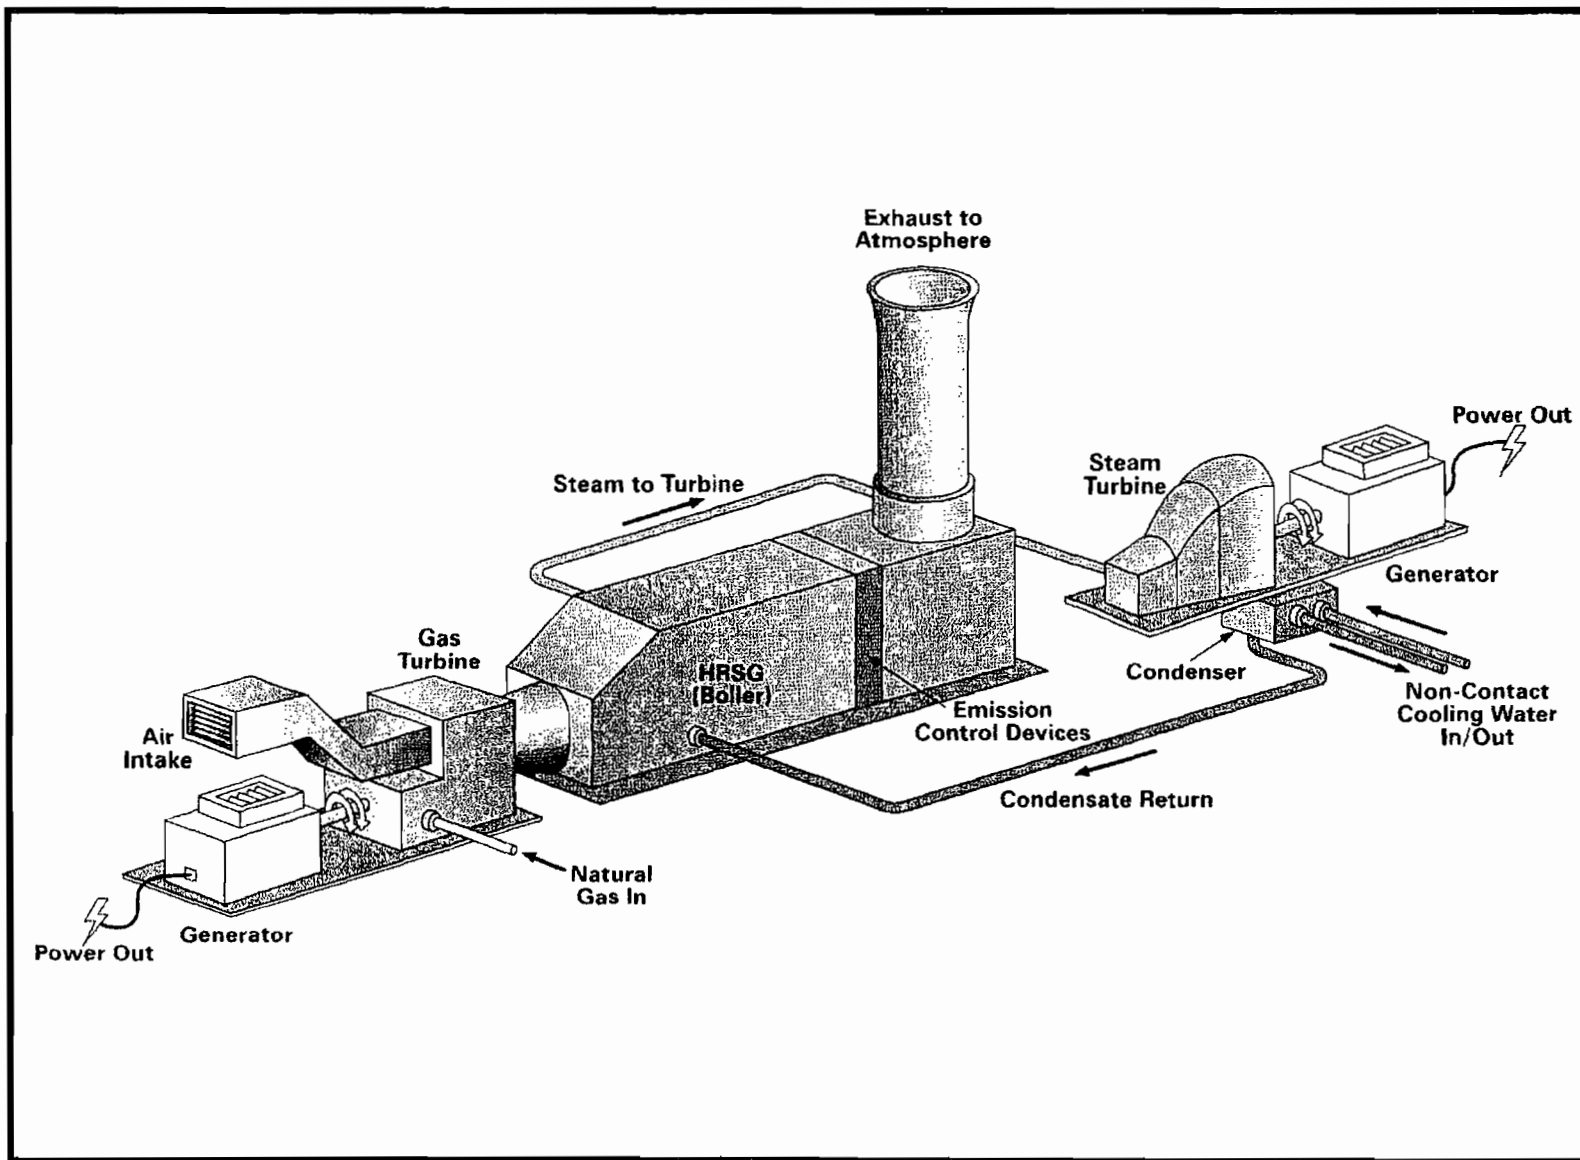 Exhaust to
Atmosphere
Power Out
Steam
Turbine
Steam to Turbine
Generator
Gas
Turbine
HRSG
(Boiler)
Condenser
Non-Contact
Cooling Water
In/Out
Emission
Control Devices
Air
Intake
Condensate Return
Natural
Gas In
Generator
Power Out